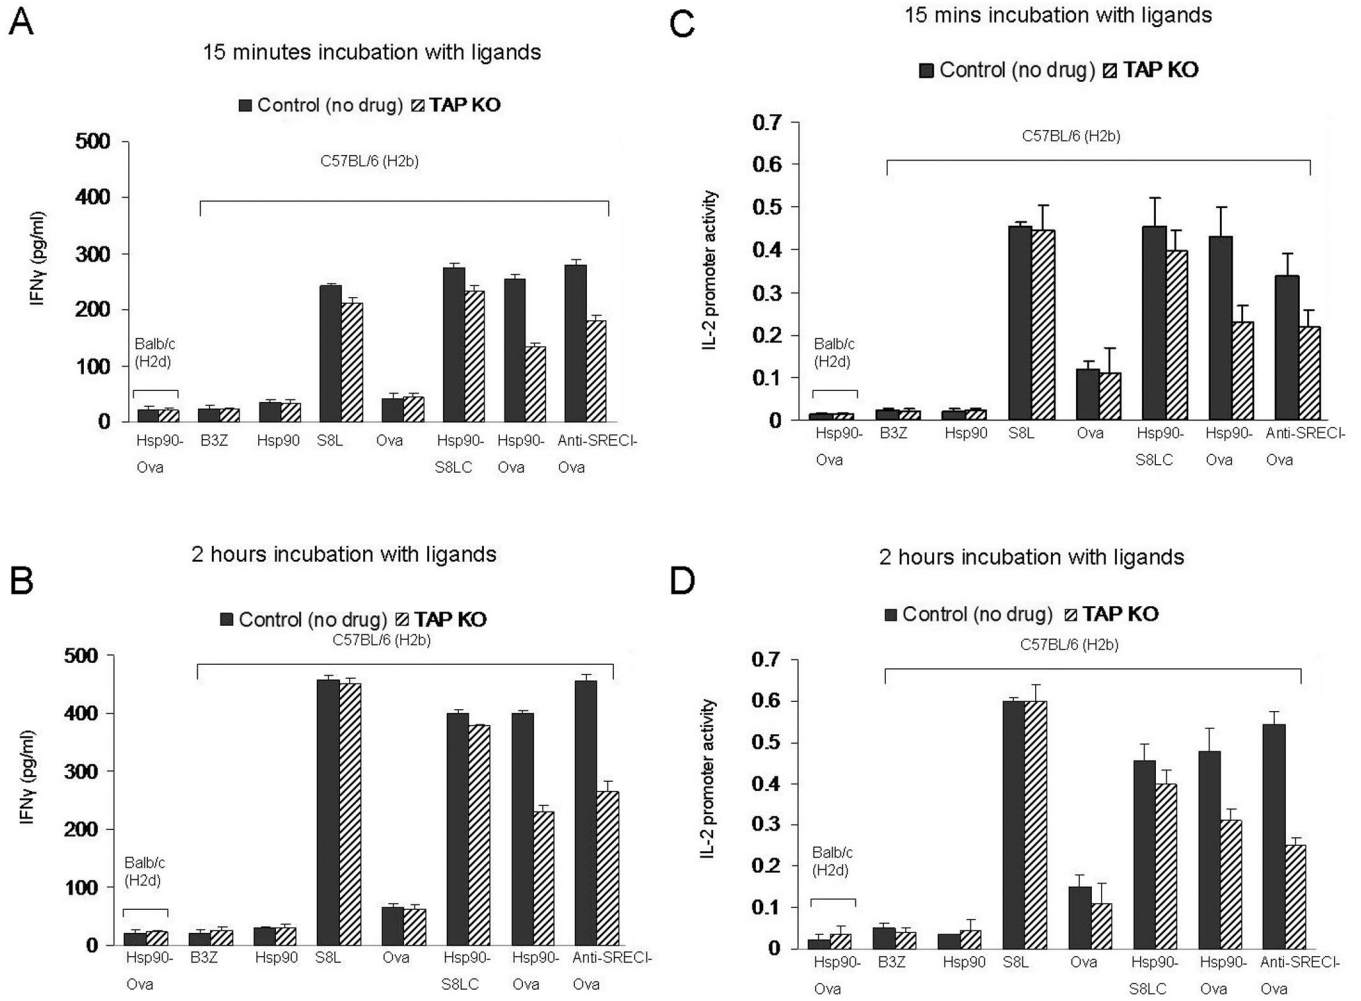 A
15 minutes incubation with ligands
Control (no drug) TAP KO
500
400
300
200
100
0
IFNγ (pg/ml)
C57BL/6 (H2b)
Balb/c
(H2d)
Hsp90- B3Z Hsp90 S8L Ova Hsp90- Hsp90- Anti-SRECI-
Ova S8LC Ova Ova
B
2 hours incubation with ligands
Control (no drug) TAP KO
C57BL/6 (H2b)
500
400
300
200
100
0
IFNγ (pg/ml)
Balb/c
(H2d)
Hsp90- B3Z Hsp90 S8L Ova Hsp90- Hsp90- Anti-SRECI-
Ova S8LC Ova Ova
C
15 mins incubation with ligands
Control (no drug) TAP KO
0.7
0.6
0.5
0.4
0.3
0.2
0.1
0
IL-2 promoter activity
C57BL/6 (H2b)
Balb/c
(H2d)
Hsp90- B3Z Hsp90 S8L Ova Hsp90- Hsp90- Anti-SRECI-
Ova S8LC Ova Ova
D
2 hours incubation with ligands
Control (no drug) TAP KO
C57BL/6 (H2b)
0.7
0.6
0.5
0.4
0.3
0.2
0.1
0
IL-2 promoter activity
Balb/c
(H2d)
Hsp90- B3Z Hsp90 S8L Ova Hsp90- Hsp90- Anti-SRECI-
Ova S8LC Ova Ova